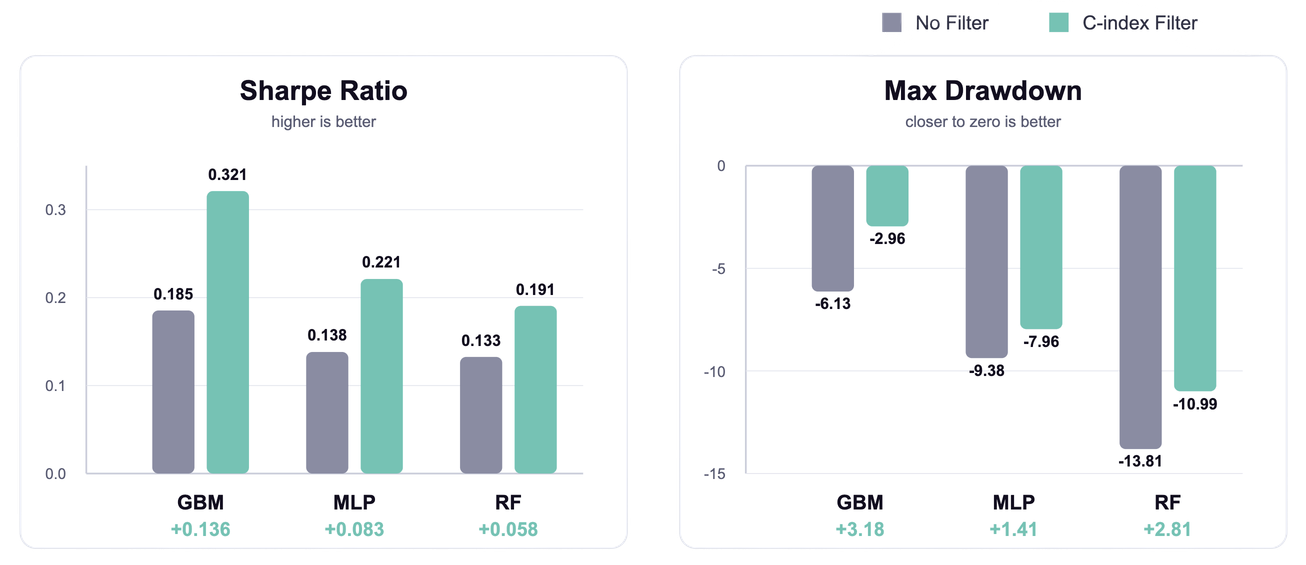 No Filter
C-index Filter
Sharpe Ratio
higher is better
0.3
0.2
0.1
0.0
0.185
0.321
0.138
0.221
0.133
0.191
GBM
MLP
RF
+0.136
+0.083
+0.058
Max Drawdown
closer to zero is better
0
-5
-10
-15
-6.13
-2.96
-9.38
-7.96
-13.81
-10.99
GBM
MLP
RF
+3.18
+1.41
+2.81